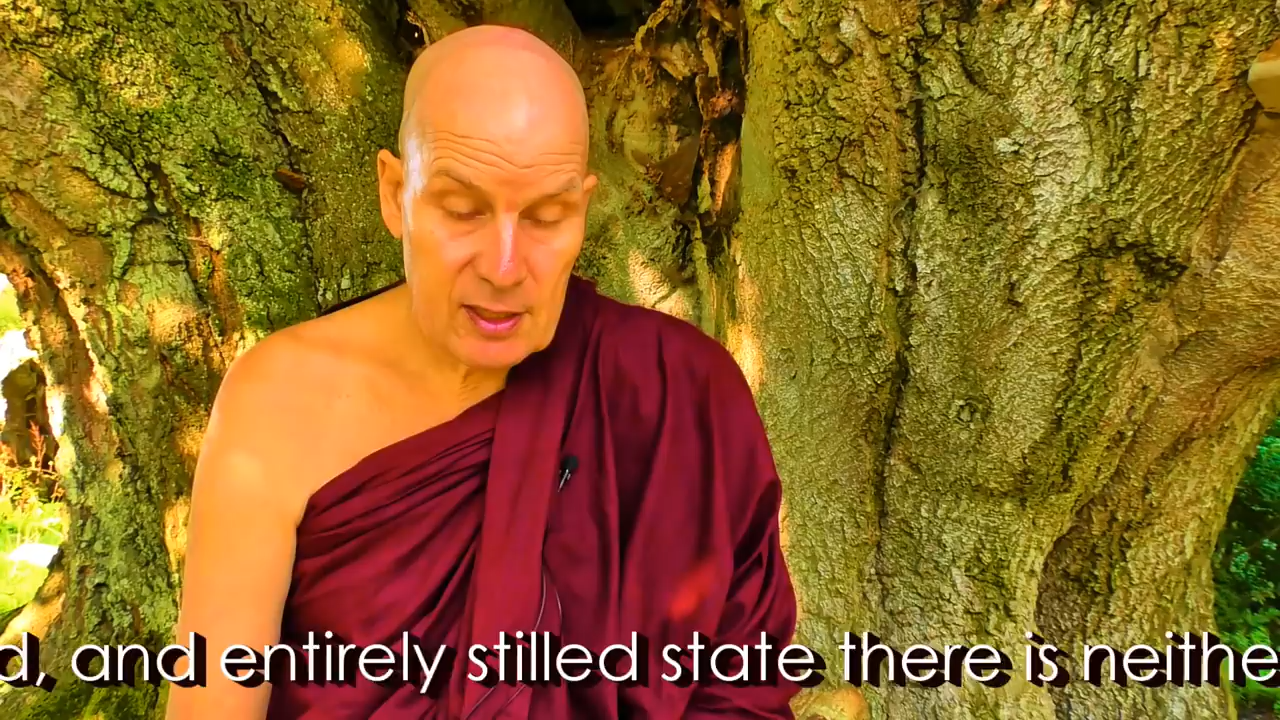 d, and entirely stilled state there is neithe